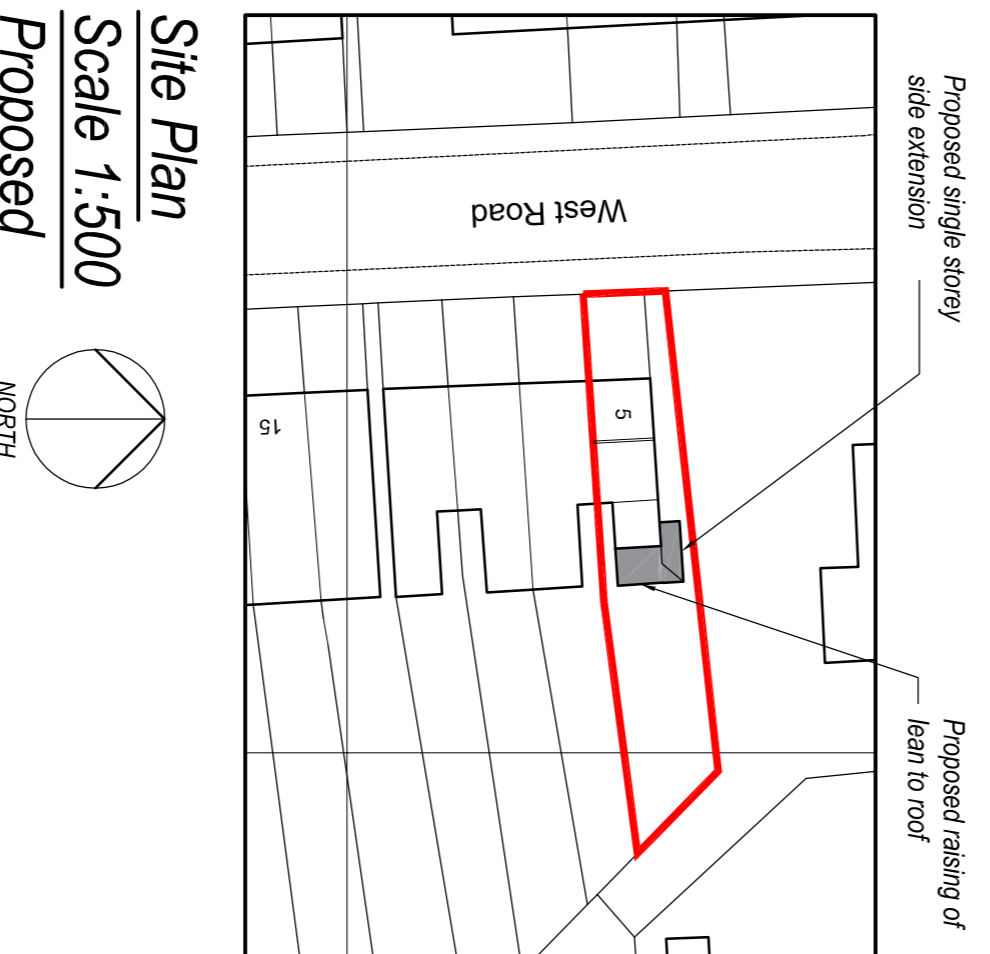 Proposed single storey
side extension
Proposed raising of
lean to roof
West Road
5
15
Site Plan
Scale 1:500
Proposed
NORTH